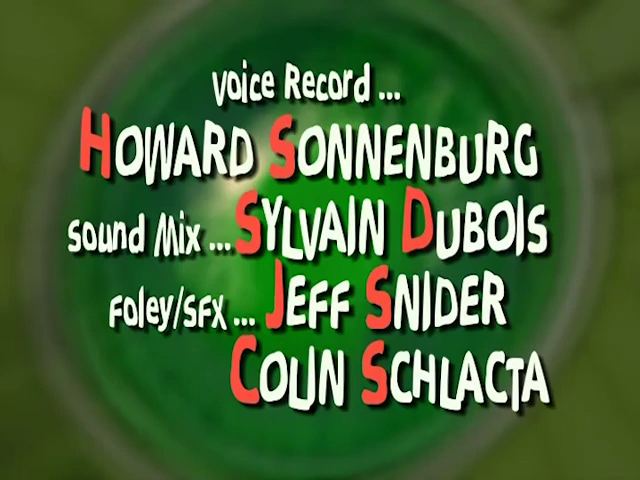 Voice Record ...
HOWARD SONNENBURG
Sound Mix ... SYLVAIN DUBOIS
Foley/SFX ... JEFF SNIDER
COLIN SCHLACTA